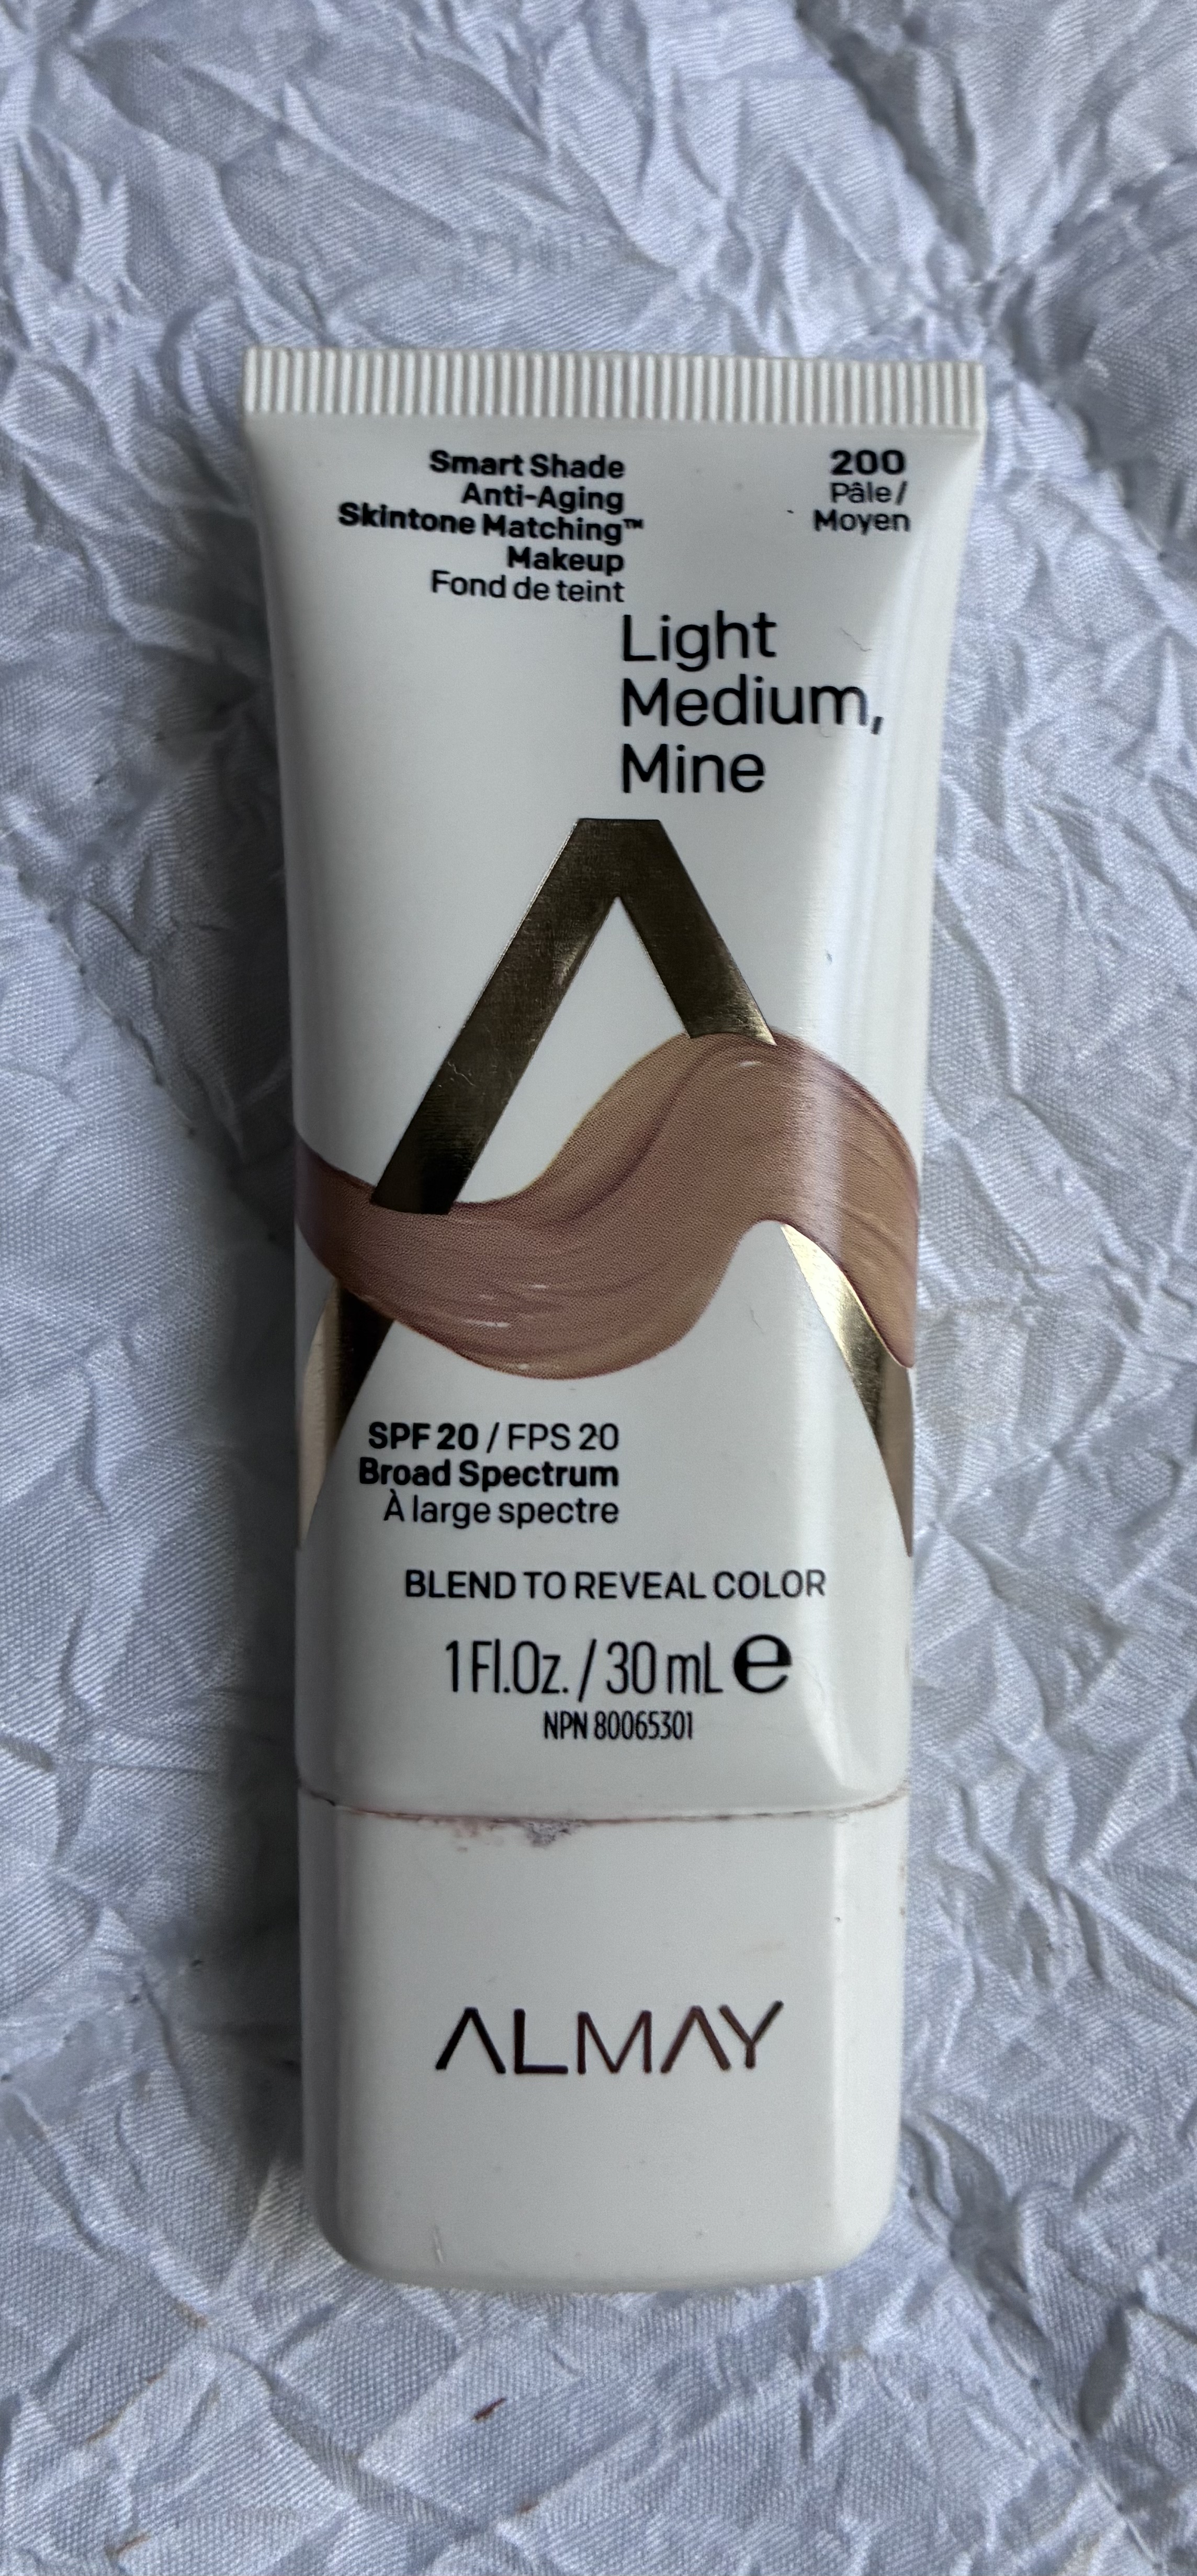 Smart Shade
Anti-Aging
Skintone Matching™
Makeup
Fond de teint
200
Pâle/
Moyen
Light
Medium,
Mine
SPF 20 / FPS 20
Broad Spectrum
À large spectre
BLEND TO REVEAL COLOR
1 Fl.Oz. / 30 mL e
NPN 80065301
ALMAY